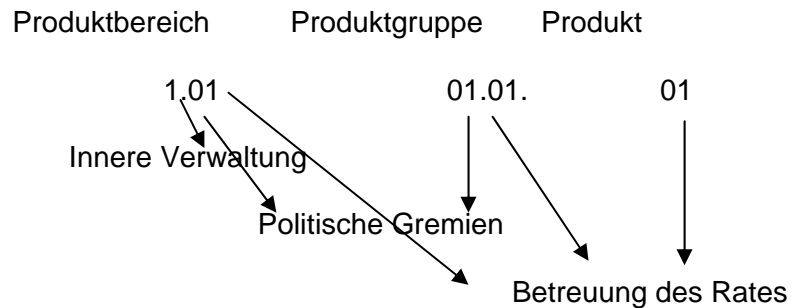 Produktbereich Produktgruppe Produkt
1.01 01.01. 01
Innere Verwaltung
Politische Gremien
Betreuung des Rates